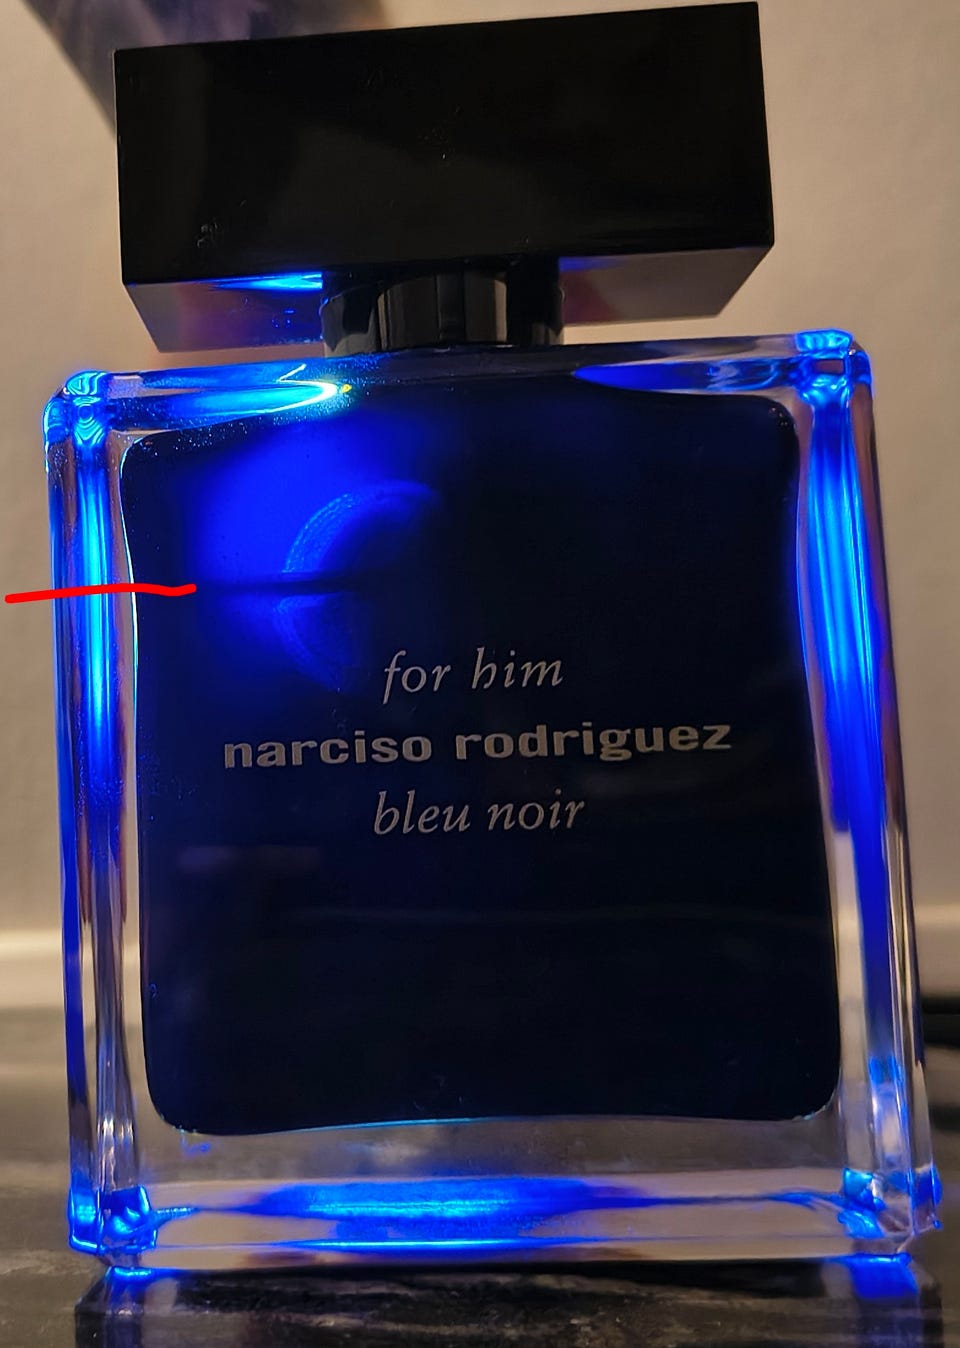 for him
narciso rodriguez
bleu noir